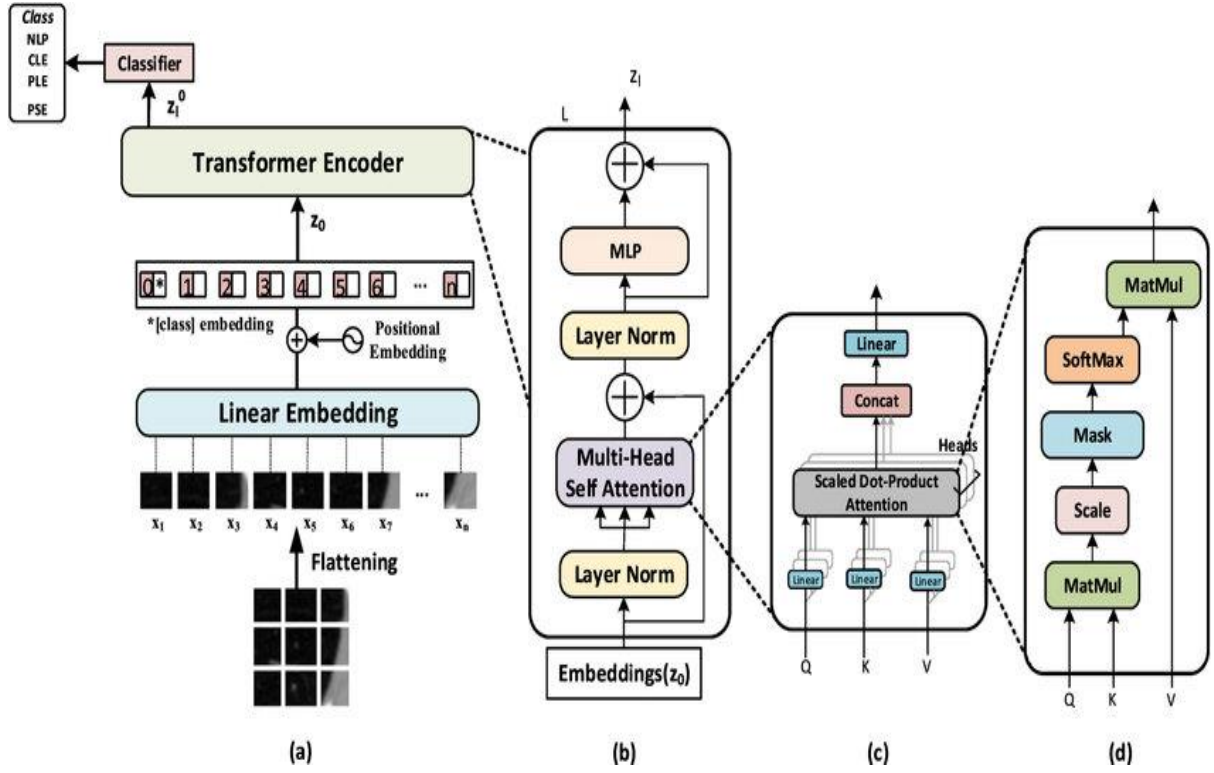 Class
NLP
CLE
PLE
PSE
Classifier
z_l^0
Transformer Encoder
z_0
0* 1 2 3 4 5 6 ... n
*[class] embedding
+
Positional
Embedding
Linear Embedding
...
x_1 x_2 x_3 x_4 x_5 x_6 x_7 x_n
Flattening
(a)
z_l
L
+
MLP
Layer Norm
+
Multi-Head
Self Attention
Layer Norm
Embeddings(z_0)
(b)
Linear
Concat
Heads
Scaled Dot-Product
Attention
Linear Linear Linear
Q K V
(c)
MatMul
SoftMax
Mask
Scale
MatMul
Q K V
(d)